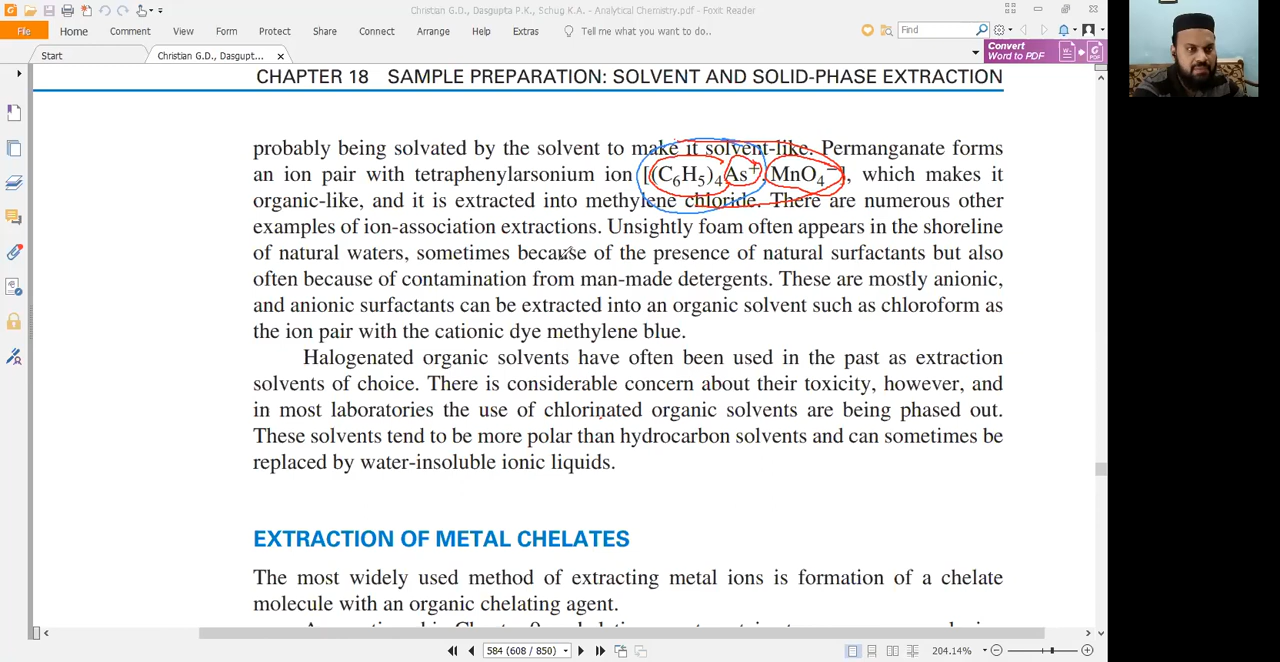 Christan G.D., Dasgupta P.K., Schug K.A. - Analytical Chemistry.pdf - Foxit Reader
File Home Comment View Form Protect Share Connect Arrange Help Extras Tell me what you want to do.. Find
Start Christan G.D., Dasgupt... Convert Word to PDF
CHAPTER 18 SAMPLE PREPARATION: SOLVENT AND SOLID-PHASE EXTRACTION
probably being solvated by the solvent to make it solvent-like. Permanganate forms
an ion pair with tetraphenylarsonium ion [(C₆H₅)₄As⁺, MnO₄⁻], which makes it
organic-like, and it is extracted into methylene chloride. There are numerous other
examples of ion-association extractions. Unsightly foam often appears in the shoreline
of natural waters, sometimes because of the presence of natural surfactants but also
often because of contamination from man-made detergents. These are mostly anionic,
and anionic surfactants can be extracted into an organic solvent such as chloroform as
the ion pair with the cationic dye methylene blue.
Halogenated organic solvents have often been used in the past as extraction
solvents of choice. There is considerable concern about their toxicity, however, and
in most laboratories the use of chlorinated organic solvents are being phased out.
These solvents tend to be more polar than hydrocarbon solvents and can sometimes be
replaced by water-insoluble ionic liquids.
EXTRACTION OF METAL CHELATES
The most widely used method of extracting metal ions is formation of a chelate
molecule with an organic chelating agent.
584 (608 / 850) 204.14%